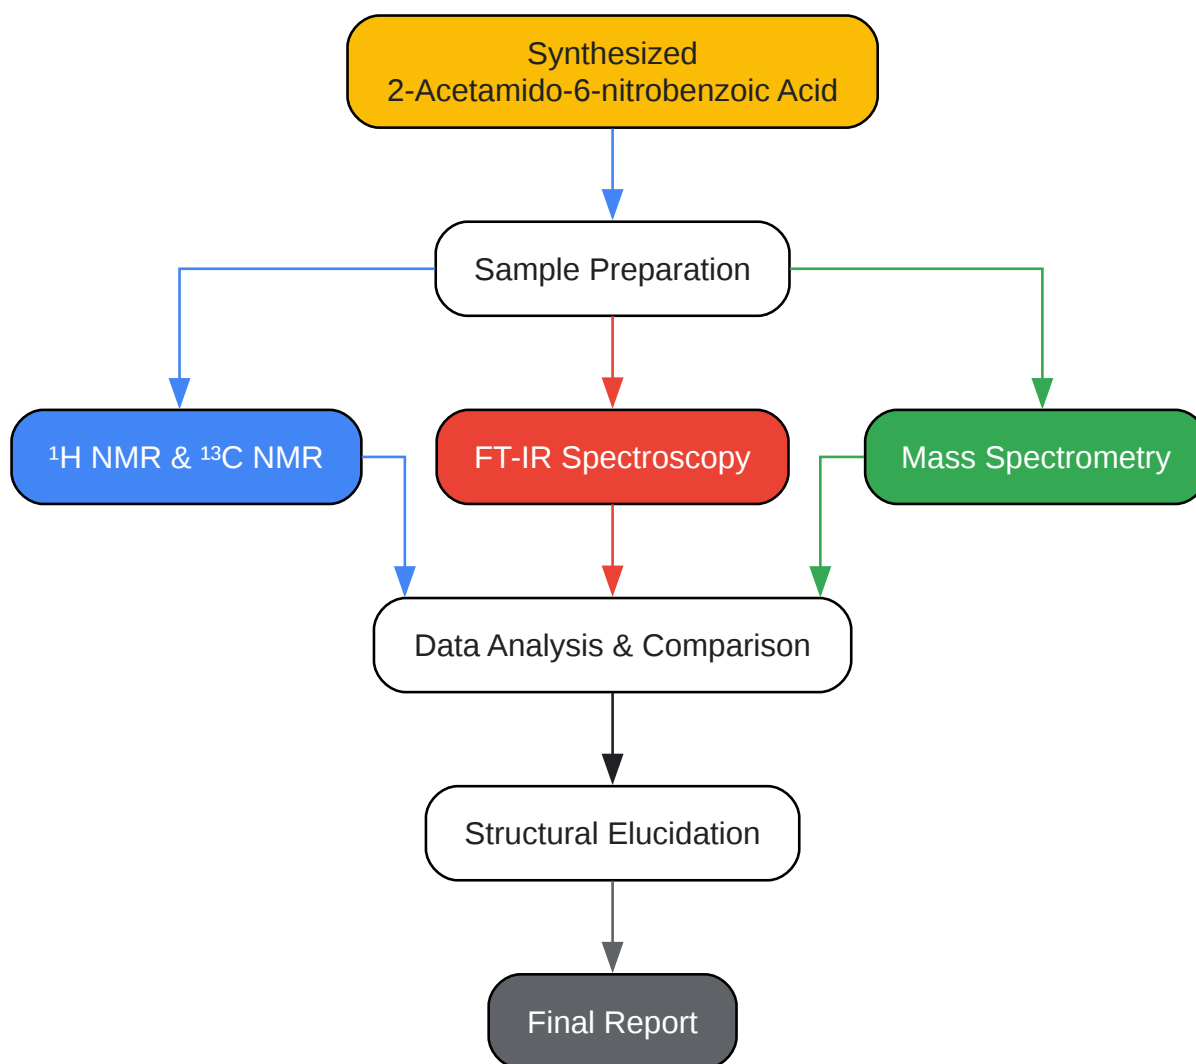 Synthesized
2-Acetamido-6-nitrobenzoic Acid
Sample Preparation
¹H NMR & ¹³C NMR
FT-IR Spectroscopy
Mass Spectrometry
Data Analysis & Comparison
Structural Elucidation
Final Report